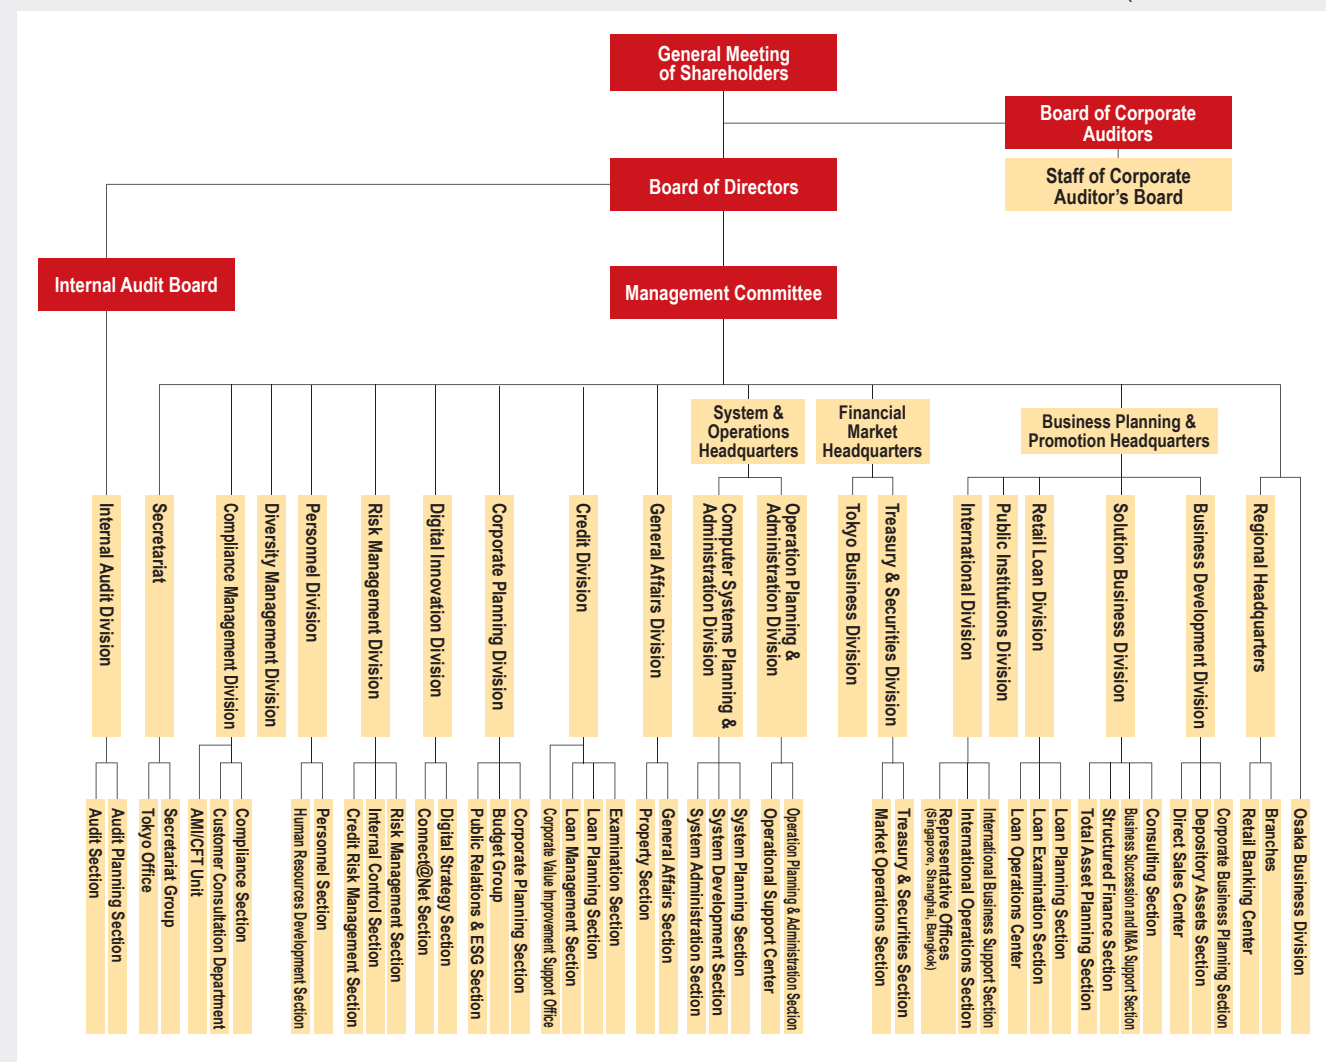 General Meeting
of Shareholders
Board of Corporate
Auditors
Staff of Corporate
Auditor's Board
Board of Directors
Internal Audit Board
Management Committee
System &
Operations
Headquarters
Financial
Market
Headquarters
Business Planning &
Promotion Headquarters
Internal Audit Division
Secretariat
Compliance Management Division
Diversity Management Division
Personnel Division
Risk Management Division
Digital Innovation Division
Corporate Planning Division
Credit Division
General Affairs Division
Computer Systems Planning &
Administration Division
Operation Planning &
Administration Division
Tokyo Business Division
Treasury & Securities Division
International Division
Public Institutions Division
Retail Loan Division
Solution Business Division
Business Development Division
Regional Headquarters
Audit Section
Audit Planning Section
Tokyo Office
Secretariat Group
AMl/CFT Unit
Customer Consultation Department
Compliance Section
Human Resources Development Section
Personnel Section
Credit Risk Management Section
Internal Control Section
Risk Management Section
Connect@Net Section
Digital Strategy Section
Public Relations & ESG Section
Budget Group
Corporate Planning Section
Corporate Value Improvement Support Office
Loan Management Section
Loan Planning Section
Examination Section
Property Section
General Affairs Section
System Administration Section
System Development Section
System Planning Section
Operational Support Center
Operation Planning & Administration Section
Market Operations Section
Treasury & Securities Section
Representative Offices
(Singapore, Shanghai, Bangkok)
International Operations Section
International Business Support Section
Loan Operations Center
Loan Examination Section
Loan Planning Section
Total Asset Planning Section
Structured Finance Section
Business Succession and M&A Support Section
Consulting Section
Direct Sales Center
Depository Assets Section
Corporate Business Planning Section
Retail Banking Center
Branches
Osaka Business Division